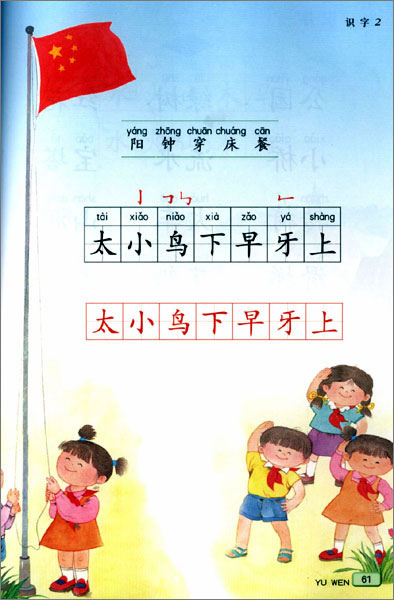 识字 2
yáng zhōng chuān chuáng cān
阳 钟 穿 床 餐
tài xiǎo niǎo xià zǎo yá shàng
太 小 鸟 下 早 牙 上
太 小 鸟 下 早 牙 上
YU WEN 61